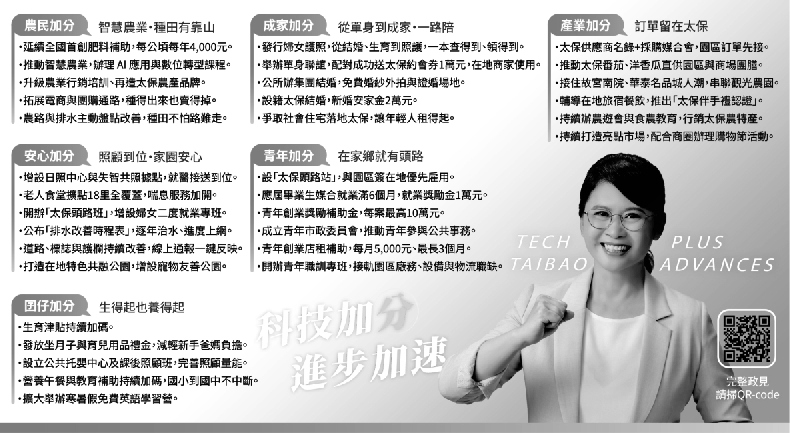 農民加分 智慧農業·種田有靠山
·延續全國首創肥料補助，每公頃每年4,000元。
·推動智慧農業，辦理AI應用與數位轉型課程。
·升級農業行銷培訓、再造太保農產品牌。
·拓展電商與團購通路，種得出來也賣得掉。
·農路與排水主動盤點改善，種田不怕路難走。
成家加分 從單身到成家·一路陪
·發行婦女護照，從結婚、生育到照護，一本查得到、領得到。
·舉辦單身聯誼，配對成功送太保約會券1萬元，在地商家使用。
·公所辦集團結婚，免費婚紗外拍與證婚場地。
·設籍太保結婚，新婚安家金2萬元。
·爭取社會住宅落地太保，讓年輕人租得起。
產業加分 訂單留在太保
·太保供應商名錄+採購媒合會，園區訂單先接。
·推動太保番茄、洋香瓜直供園區與商場團膳。
·接住故宮南院、華泰名品城人潮，串聯觀光農園。
·輔導在地旅宿餐飲，推出「太保伴手禮認證」。
·持續辦農遊會與食農教育，行銷太保農特產。
·持續打造亮點市場，配合商圈辦理購物節活動。
安心加分 照顧到位·家園安心
·增設日照中心與失智共照據點，就醫接送到位。
·老人食堂擴點18里全覆蓋，喘息服務加開。
·開辦「太保頭路班」，增設婦女二度就業專班。
·公布「排水改善時程表」，逐年治水、進度上網。
·道路、標誌與護欄持續改善，線上通報一鍵反映。
·打造在地特色共融公園，增設寵物友善公園。
青年加分 在家鄉就有頭路
·設「太保頭路站」，與園區簽在地優先雇用。
·應屆畢業生媒合就業滿6個月，就業獎勵金1萬元。
·青年創業獎勵補助金，每案最高10萬元。
·成立青年市政委員會，推動青年參與公共事務。
·青年創業店租補助，每月5,000元、最長3個月。
·開辦青年職訓專班，接軌園區廠務、設備與物流職缺。
囝仔加分 生得起也養得起
·生育津貼持續加碼。
·發放坐月子與育兒用品禮金，減輕新手爸媽負擔。
·設立公共托嬰中心及課後照顧班，完善照顧量能。
·營養午餐與教育補助持續加碼，國小到國中不中斷。
·擴大舉辦寒暑假免費英語學習營。
科技加分
進步加速
TECH PLUS
TAIBAO ADVANCES
完整政見
請掃QR-code